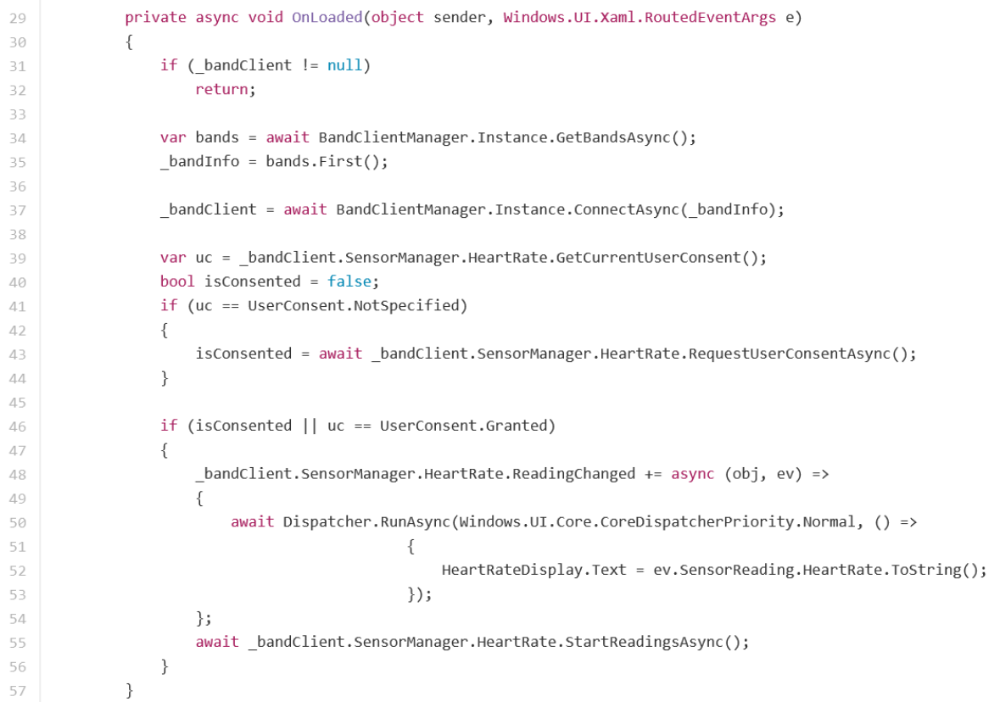 29 private async void OnLoaded(object sender, Windows.UI.Xaml.RoutedEventArgs e)
30 {
31 if (_bandClient != null)
32 return;
33
34 var bands = await BandClientManager.Instance.GetBandsAsync();
35 _bandInfo = bands.First();
36
37 _bandClient = await BandClientManager.Instance.ConnectAsync(_bandInfo);
38
39 var uc = _bandClient.SensorManager.HeartRate.GetCurrentUserConsent();
40 bool isConsented = false;
41 if (uc == UserConsent.NotSpecified)
42 {
43 isConsented = await _bandClient.SensorManager.HeartRate.RequestUserConsentAsync();
44 }
45
46 if (isConsented || uc == UserConsent.Granted)
47 {
48 _bandClient.SensorManager.HeartRate.ReadingChanged += async (obj, ev) =>
49 {
50 await Dispatcher.RunAsync(Windows.UI.Core.CoreDispatcherPriority.Normal, () =>
51 {
52 HeartRateDisplay.Text = ev.SensorReading.HeartRate.ToString();
53 });
54 };
55 await _bandClient.SensorManager.HeartRate.StartReadingsAsync();
56 }
57 }